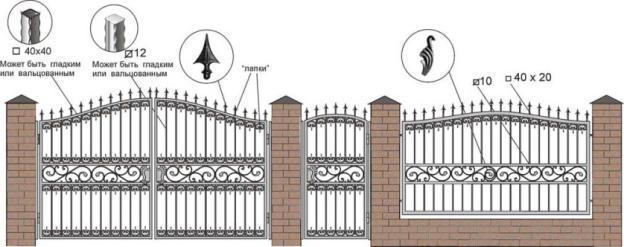 □ 40x40
Может быть гладким
или вальцованным
⌀12
Может быть гладким
или вальцованным
"лапки"
⌀10
□ 40 x 20